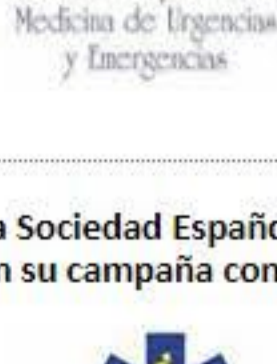 Medicina de Urgencias
y Emergencias
a Sociedad Españo
n su campaña con